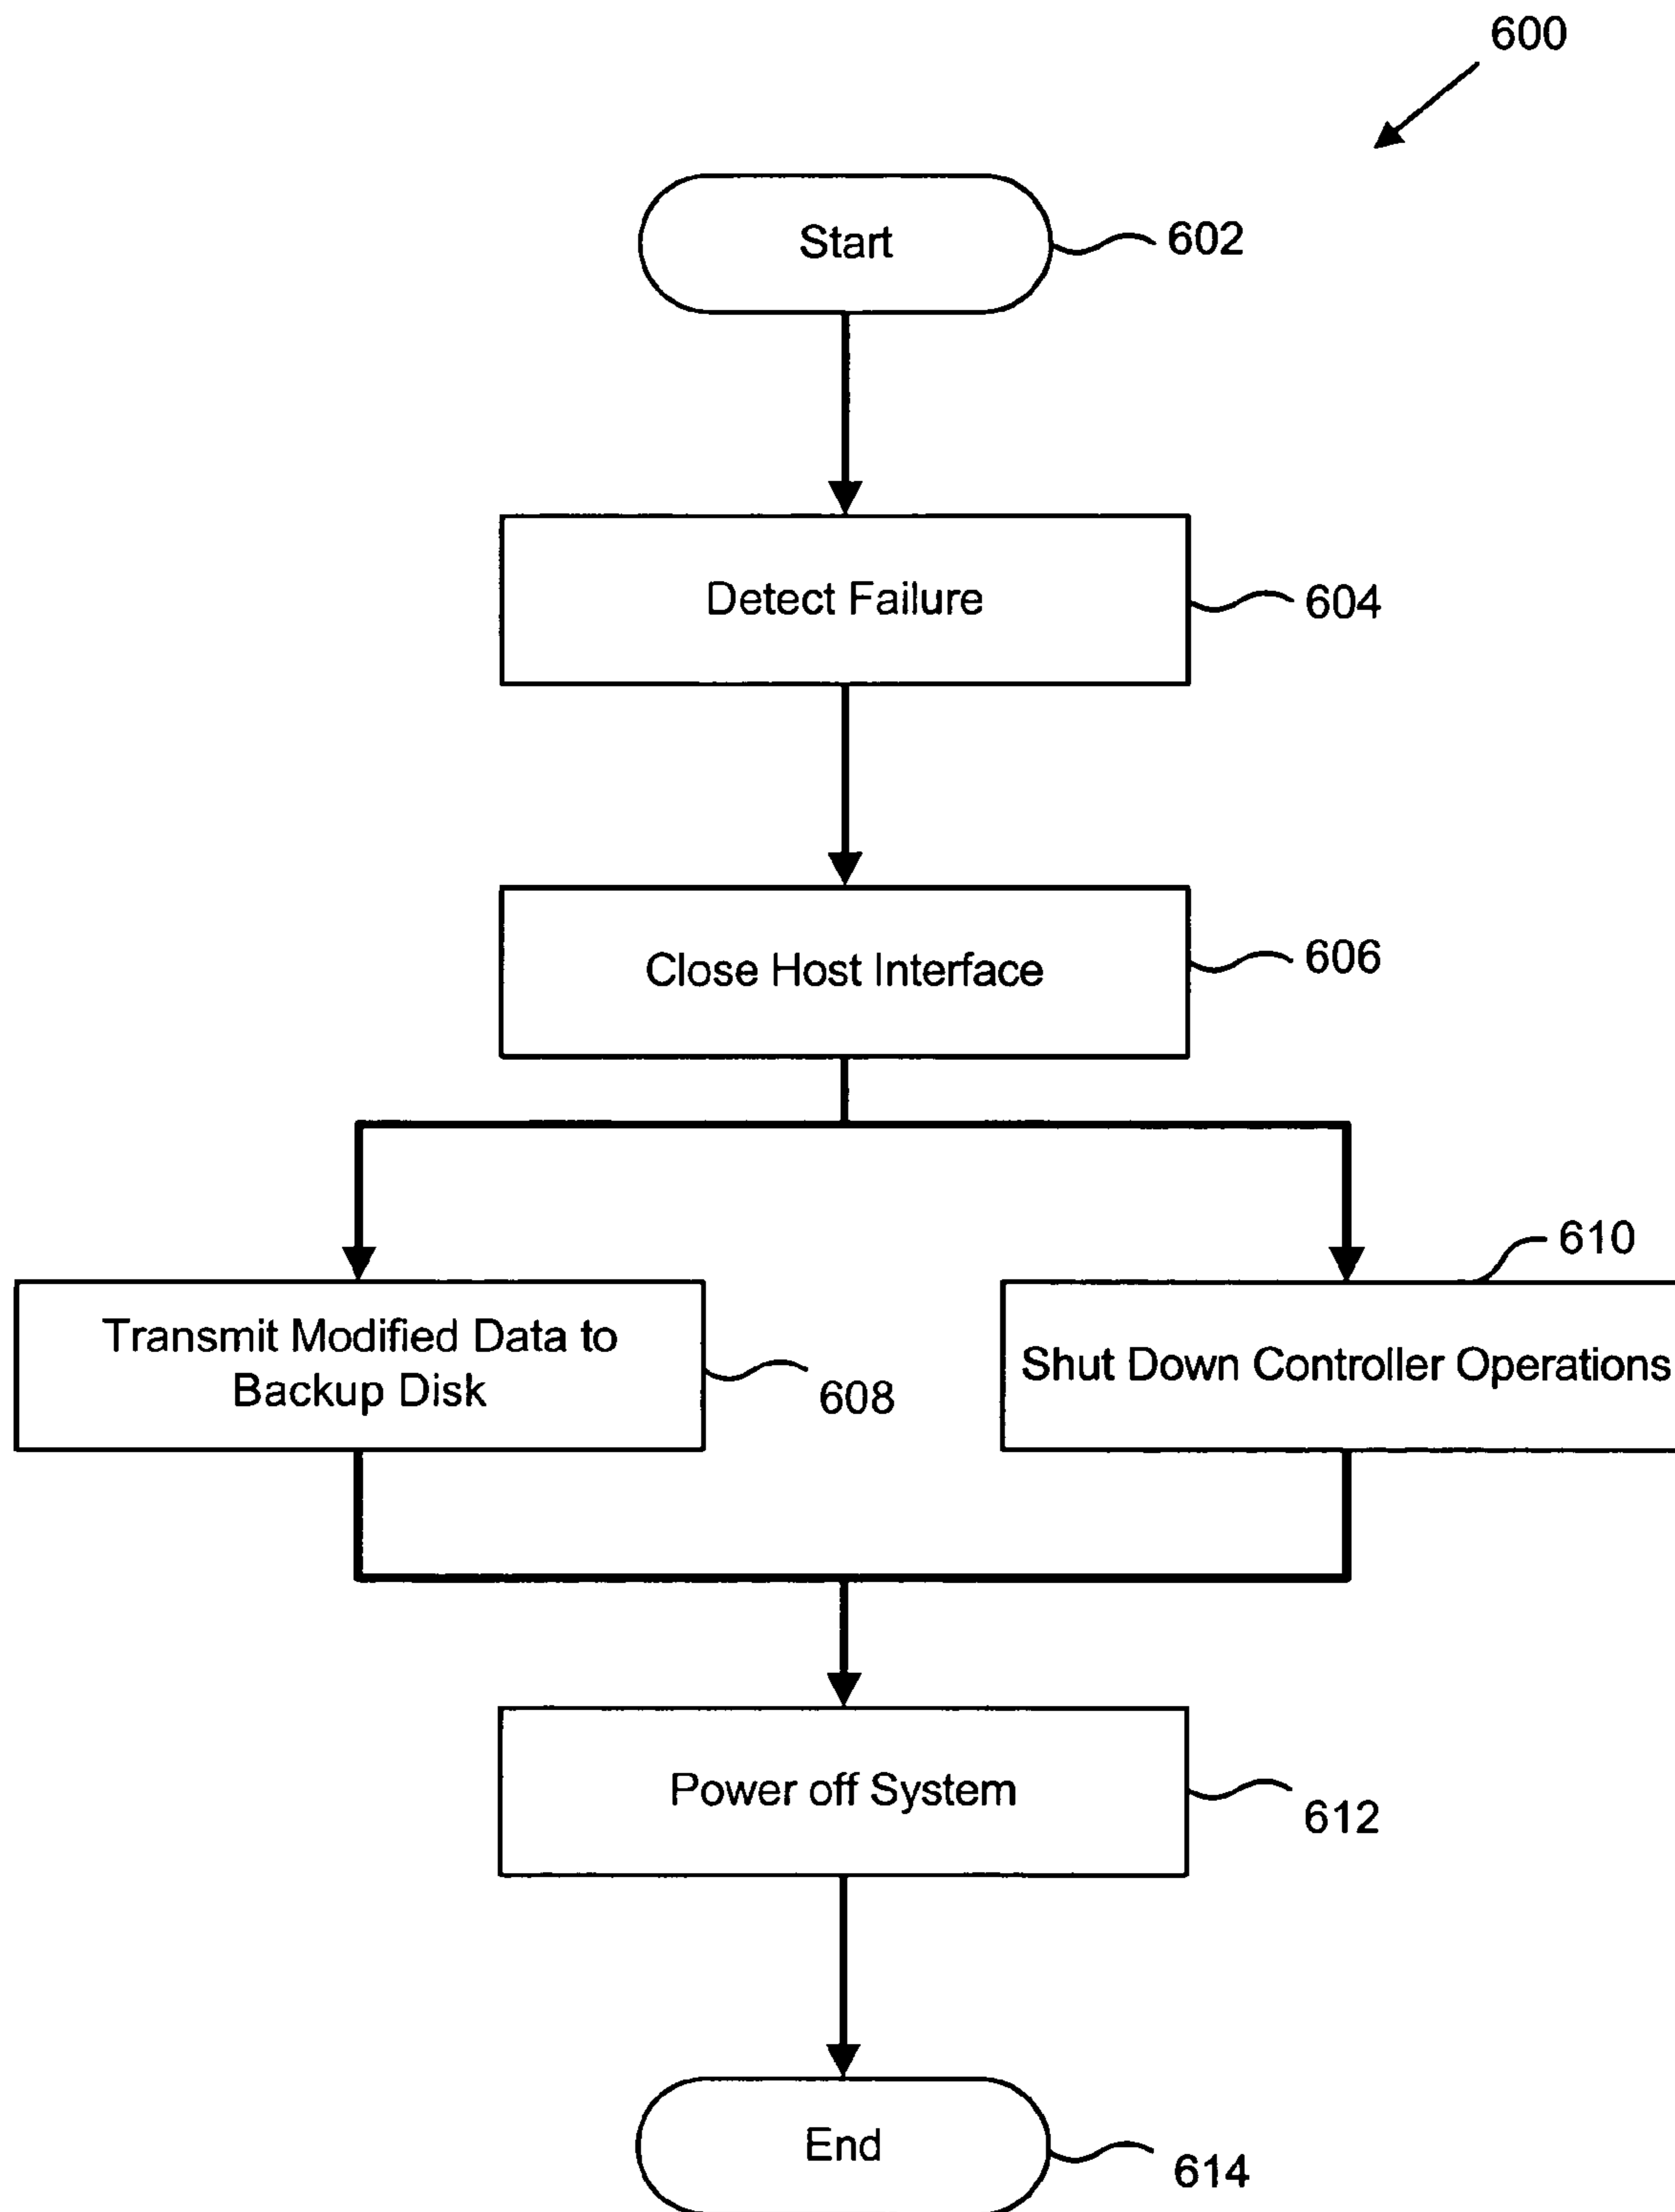 600
Start
602
Detect Failure
604
Close Host Interface
606
610
Transmit Modified Data to
Backup Disk
608
Shut Down Controller Operations
Power off System
612
End
614